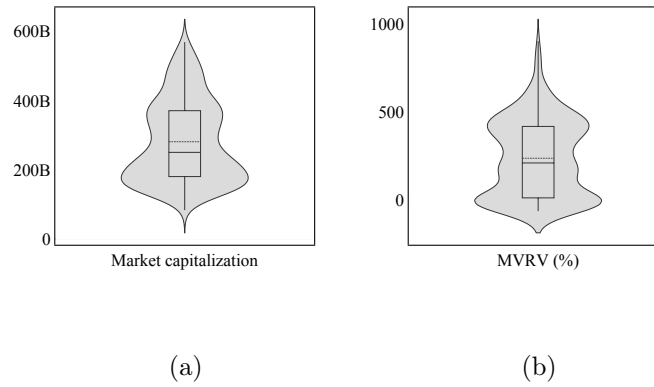 600B
400B
200B
0
Market capitalization
(a)
1000
500
0
MVRV (%)
(b)